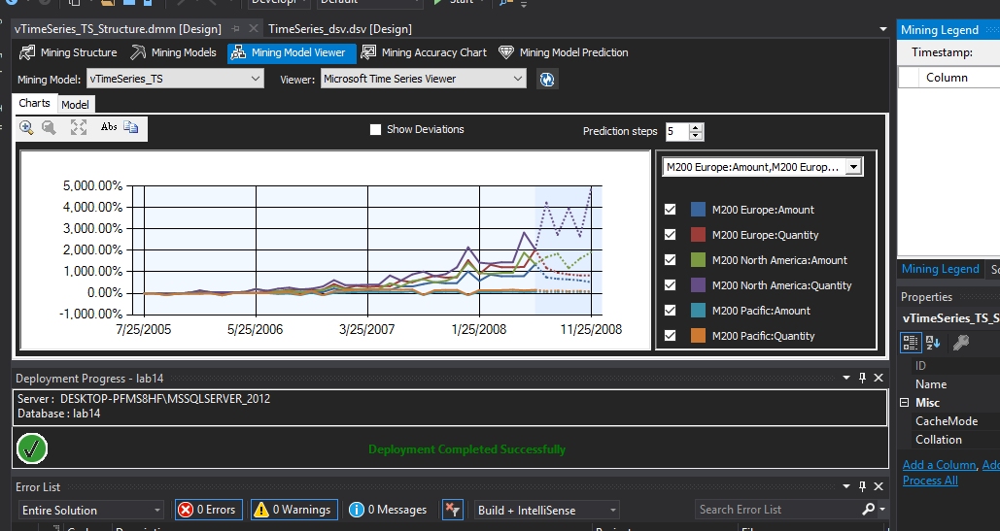 Developi Default Start
vTimeSeries_TS_Structure.dmm [Design] TimeSeries_dsv.dsv [Design]
Mining Structure Mining Models Mining Model Viewer Mining Accuracy Chart Mining Model Prediction
Mining Model: vTimeSeries_TS Viewer: Microsoft Time Series Viewer
Charts Model
Abs Show Deviations Prediction steps 5
M200 Europe:Amount,M200 Europ...
5,000.00%
4,000.00%
3,000.00%
2,000.00%
1,000.00%
0.00%
-1,000.00%
7/25/2005 5/25/2006 3/25/2007 1/25/2008 11/25/2008
M200 Europe:Amount
M200 Europe:Quantity
M200 North America:Amount
M200 North America:Quantity
M200 Pacific:Amount
M200 Pacific:Quantity
Deployment Progress - lab14
Server : DESKTOP-PFMS8HF\MSSQLSERVER_2012
Database : lab14
Deployment Completed Successfully
Error List
Entire Solution 0 Errors 0 Warnings 0 Messages Build + IntelliSense Search Error List
Mining Legend
Timestamp:
Column
Mining Legend
Properties
vTimeSeries_TS_S
ID
Name
Misc
CacheMode
Collation
Add a Column, Add
Process All